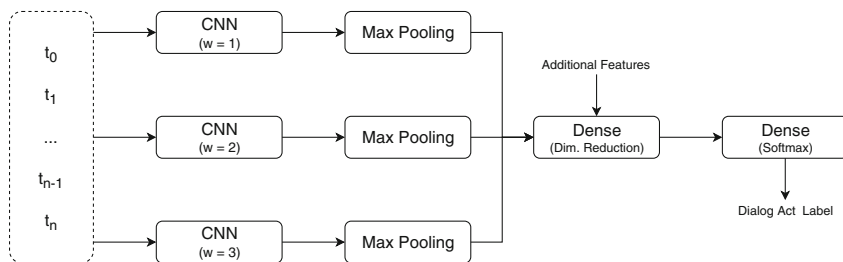 t0
t1
...
tn-1
tn
CNN
(w = 1)
Max Pooling
CNN
(w = 2)
Max Pooling
CNN
(w = 3)
Max Pooling
Additional Features
Dense
(Dim. Reduction)
Dense
(Softmax)
Dialog Act Label